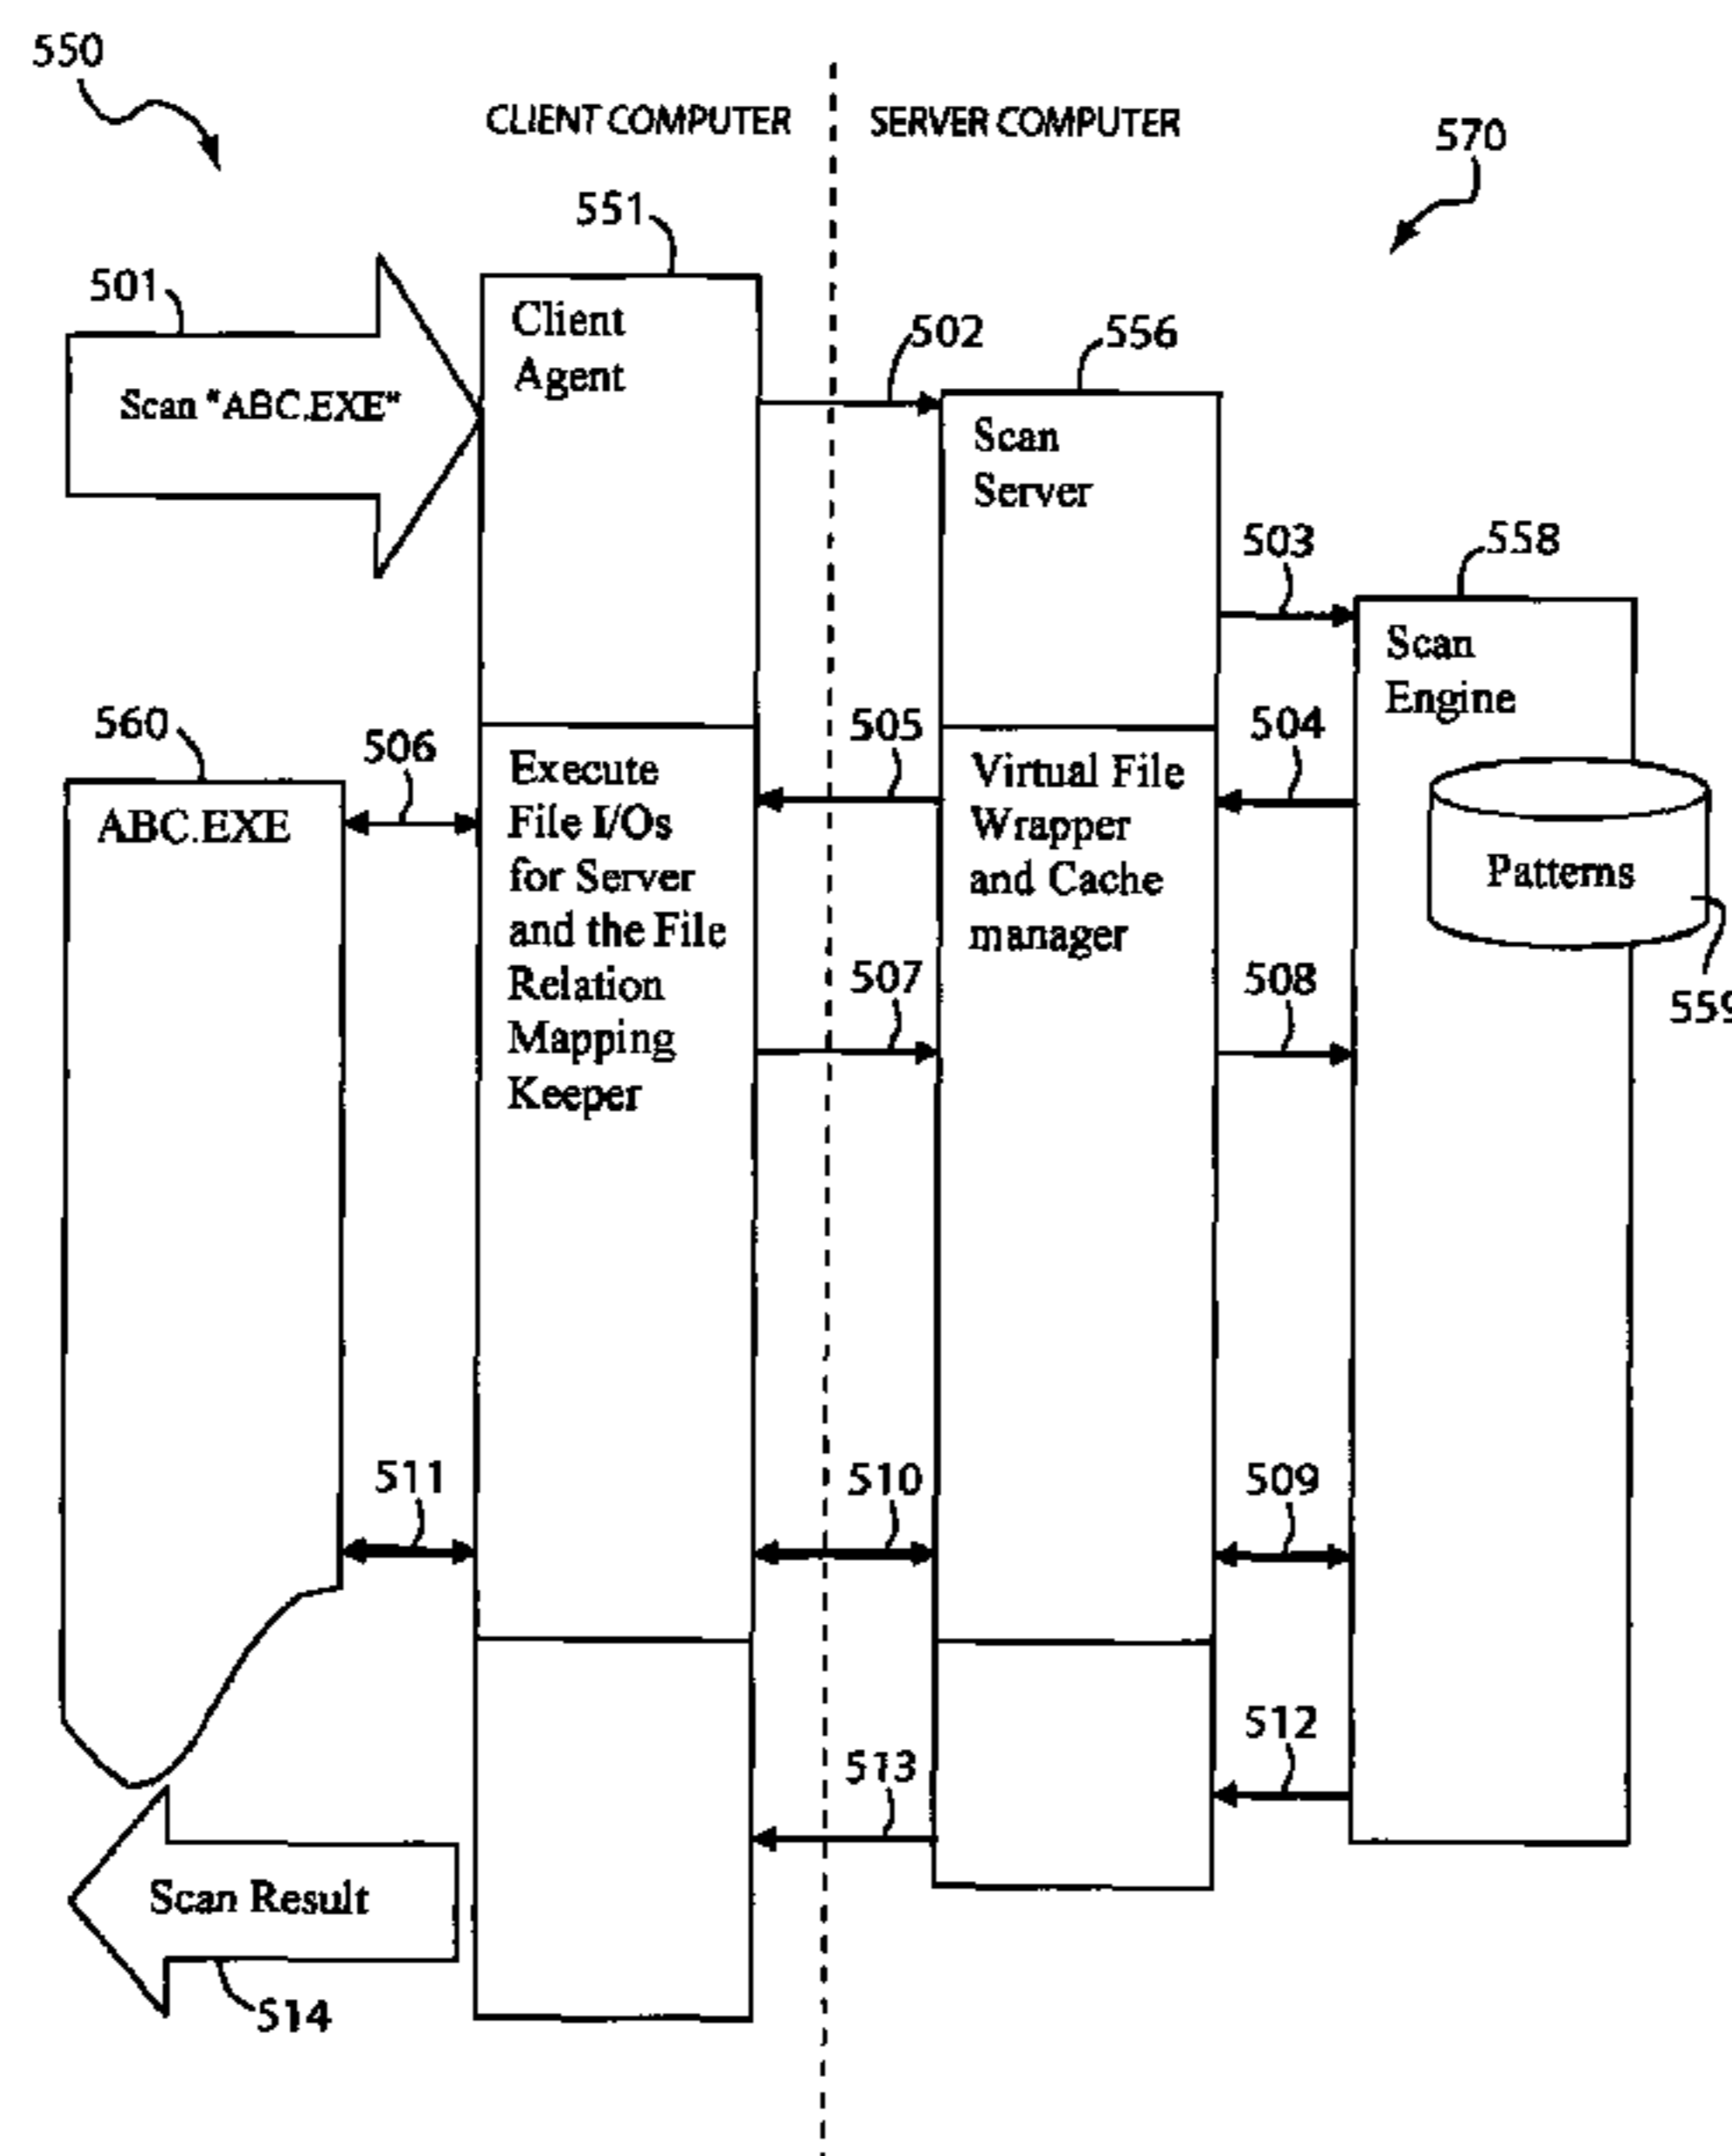 550
CLIENT COMPUTER
SERVER COMPUTER
570
551
501
Client
Agent
502
556
Scan "ABC.EXE"
Scan
Server
503
558
Scan
Engine
560
506
505
504
Execute
File I/Os
for Server
and the File
Relation
Mapping
Keeper
Virtual File
Wrapper
and Cache
manager
ABC.EXE
Patterns
559
507
508
511
510
509
512
513
Scan Result
514